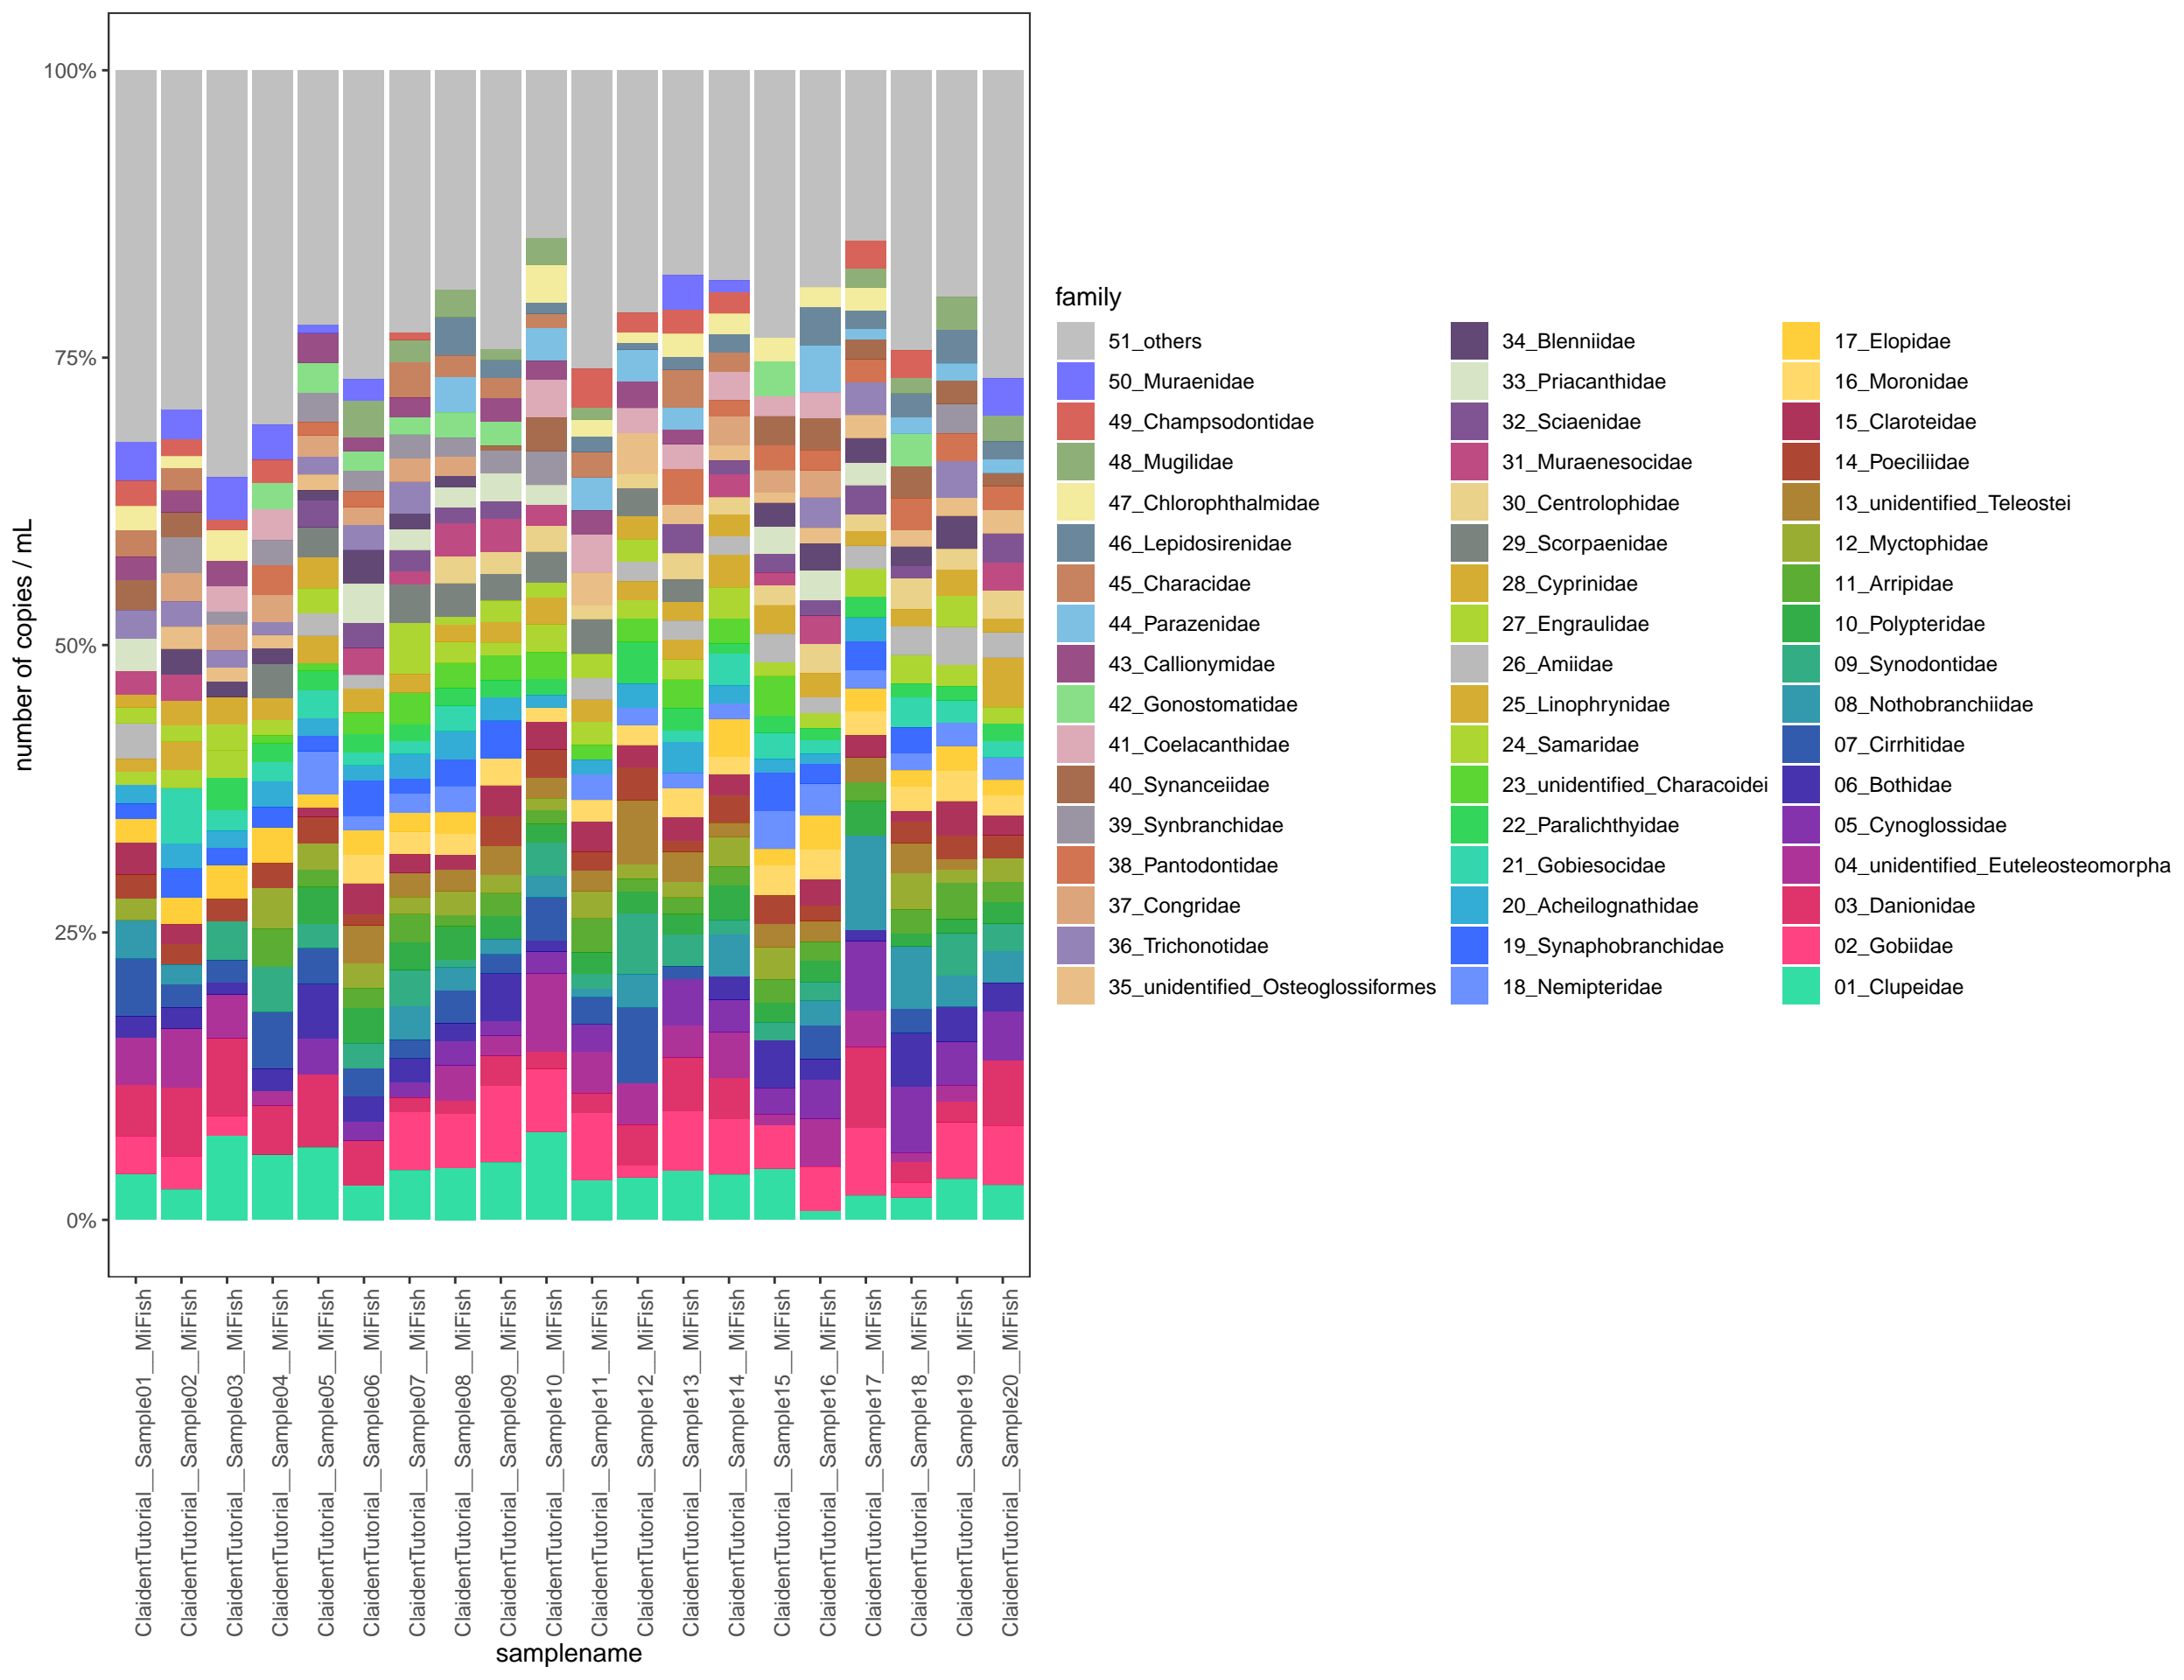 100%
75%
50%
25%
0%
number of copies / mL
ClaidentTutorial__Sample01__MiFish
ClaidentTutorial__Sample02__MiFish
ClaidentTutorial__Sample03__MiFish
ClaidentTutorial__Sample04__MiFish
ClaidentTutorial__Sample05__MiFish
ClaidentTutorial__Sample06__MiFish
ClaidentTutorial__Sample07__MiFish
ClaidentTutorial__Sample08__MiFish
ClaidentTutorial__Sample09__MiFish
ClaidentTutorial__Sample10__MiFish
ClaidentTutorial__Sample11__MiFish
ClaidentTutorial__Sample12__MiFish
ClaidentTutorial__Sample13__MiFish
ClaidentTutorial__Sample14__MiFish
ClaidentTutorial__Sample15__MiFish
ClaidentTutorial__Sample16__MiFish
ClaidentTutorial__Sample17__MiFish
ClaidentTutorial__Sample18__MiFish
ClaidentTutorial__Sample19__MiFish
ClaidentTutorial__Sample20__MiFish
samplename
family
51_others
50_Muraenidae
49_Champsodontidae
48_Mugilidae
47_Chlorophthalmidae
46_Lepidosirenidae
45_Characidae
44_Parazenidae
43_Callionymidae
42_Gonostomatidae
41_Coelacanthidae
40_Synanceiidae
39_Synbranchidae
38_Pantodontidae
37_Congridae
36_Trichonotidae
35_unidentified_Osteoglossiformes
34_Blenniidae
33_Priacanthidae
32_Sciaenidae
31_Muraenesocidae
30_Centrolophidae
29_Scorpaenidae
28_Cyprinidae
27_Engraulidae
26_Amiidae
25_Linophrynidae
24_Samaridae
23_unidentified_Characoidei
22_Paralichthyidae
21_Gobiesocidae
20_Acheilognathidae
19_Synaphobranchidae
18_Nemipteridae
17_Elopidae
16_Moronidae
15_Claroteidae
14_Poeciliidae
13_unidentified_Teleostei
12_Myctophidae
11_Arripidae
10_Polypteridae
09_Synodontidae
08_Nothobranchiidae
07_Cirrhitidae
06_Bothidae
05_Cynoglossidae
04_unidentified_Euteleosteomorpha
03_Danionidae
02_Gobiidae
01_Clupeidae